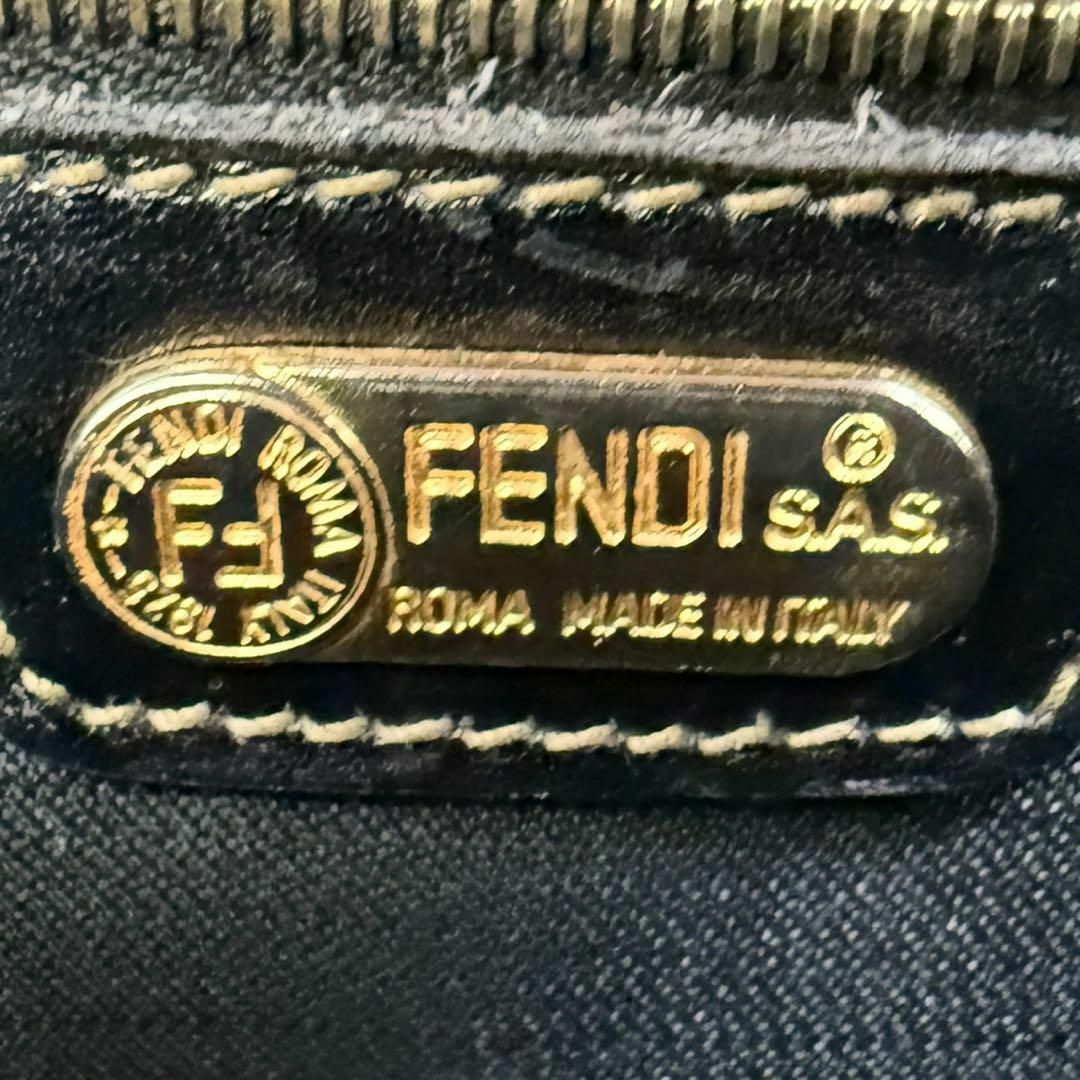 FENDI ROMA ITALY 1925
FF
FENDI S.A.S. ®
ROMA MADE IN ITALY